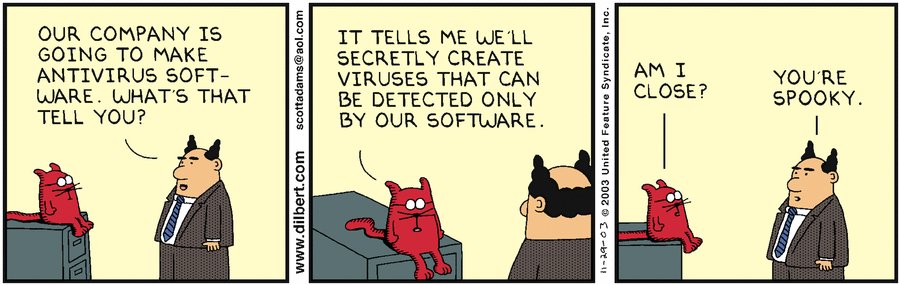 OUR COMPANY IS
GOING TO MAKE
ANTIVIRUS SOFT-
WARE. WHAT'S THAT
TELL YOU?
www.dilbert.com
scottadams@aol.com
IT TELLS ME WE'LL
SECRETLY CREATE
VIRUSES THAT CAN
BE DETECTED ONLY
BY OUR SOFTWARE.
11-29-03 © 2003 United Feature Syndicate, Inc.
AM I
CLOSE?
YOU'RE
SPOOKY.